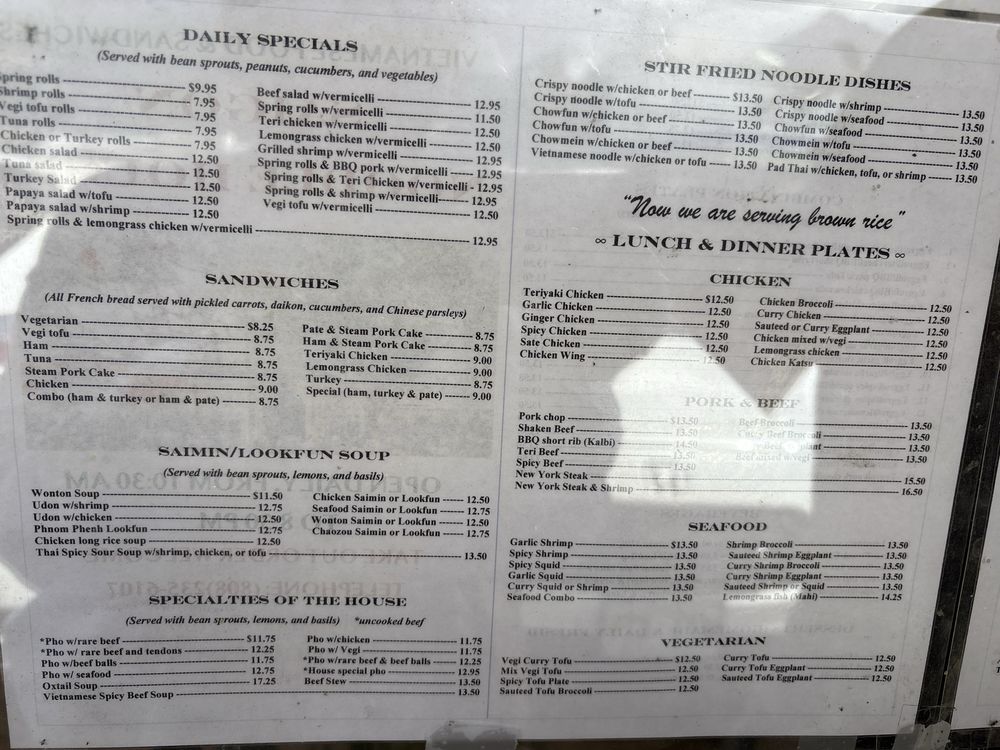 DAILY SPECIALS
(Served with bean sprouts, peanuts, cucumbers, and vegetables)
Spring rolls $9.95
Shrimp rolls 7.95
Vegi tofu rolls 7.95
Tuna rolls 7.95
Chicken or Turkey rolls 7.95
Chicken salad 12.50
Tuna salad 12.50
Turkey Salad 12.50
Papaya salad w/tofu 12.50
Papaya salad w/shrimp 12.50
Spring rolls & lemongrass chicken w/vermicelli 12.95
Beef salad w/vermicelli 12.95
Spring rolls w/vermicelli 11.50
Teri chicken w/vermicelli 12.50
Lemongrass chicken w/vermicelli 12.50
Grilled shrimp w/vermicelli 12.95
Spring rolls & BBQ pork w/vermicelli 12.95
Spring rolls & Teri Chicken w/vermicelli 12.95
Spring rolls & shrimp w/vermicelli 12.95
Vegi tofu w/vermicelli 12.50
SANDWICHES
(All French bread served with pickled carrots, daikon, cucumbers, and Chinese parsleys)
Vegetarian $8.25
Vegi tofu 8.75
Ham 8.75
Tuna 8.75
Steam Pork Cake 8.75
Chicken 9.00
Combo (ham & turkey or ham & pate) 8.75
Pate & Steam Pork Cake 8.75
Ham & Steam Pork Cake 8.75
Teriyaki Chicken 9.00
Lemongrass Chicken 9.00
Turkey 8.75
Special (ham, turkey & pate) 9.00
SAIMIN/LOOKFUN SOUP
(Served with bean sprouts, lemons, and basils)
Wonton Soup $11.50
Udon w/shrimp 12.75
Udon w/chicken 12.50
Phnom Phenh Lookfun 12.75
Chicken long rice soup 12.50
Thai Spicy Sour Soup w/shrimp, chicken, or tofu 13.50
Chicken Saimin or Lookfun 12.50
Seafood Saimin or Lookfun 12.75
Wonton Saimin or Lookfun 12.50
Chaozou Saimin or Lookfun 12.75
SPECIALTIES OF THE HOUSE
(Served with bean sprouts, lemons, and basils) *uncooked beef
*Pho w/rare beef $11.75
*Pho w/ rare beef and tendons 12.25
Pho w/beef balls 11.75
Pho w/ seafood 12.75
Oxtail Soup 17.25
Vietnamese Spicy Beef Soup 13.50
Pho w/chicken 11.75
Pho w/ Vegi 11.75
*Pho w/rare beef & beef balls 12.25
*House special pho 12.95
Beef Stew 13.50
STIR FRIED NOODLE DISHES
Crispy noodle w/chicken or beef $13.50
Crispy noodle w/tofu 13.50
Chowfun w/chicken or beef 13.50
Chowfun w/tofu 13.50
Chowmein w/chicken or beef 13.50
Vietnamese noodle w/chicken or tofu 13.50
Crispy noodle w/shrimp 13.50
Crispy noodle w/seafood 13.50
Chowfun w/seafood 13.50
Chowmein w/tofu 13.50
Chowmein w/seafood 13.50
Pad Thai w/chicken, tofu, or shrimp 13.50
"Now we are serving brown rice"
∞ LUNCH & DINNER PLATES ∞
CHICKEN
Teriyaki Chicken $12.50
Garlic Chicken 12.50
Ginger Chicken 12.50
Spicy Chicken 12.50
Sate Chicken 12.50
Chicken Wing 12.50
Chicken Broccoli 12.50
Curry Chicken 12.50
Sauteed or Curry Eggplant 12.50
Chicken mixed w/vegi 12.50
Lemongrass chicken 12.50
Chicken Katsu 12.50
PORK & BEEF
Pork chop $13.50
Shaken Beef 13.50
BBQ short rib (Kalbi) 14.50
Teri Beef 13.50
Spicy Beef 13.50
New York Steak 15.50
New York Steak & Shrimp 16.50
Beef Broccoli 13.50
Curry Beef Broccoli 13.50
Beef 13.50
Beef mixed w/vegi 13.50
SEAFOOD
Garlic Shrimp $13.50
Spicy Shrimp 13.50
Spicy Squid 13.50
Garlic Squid 13.50
Curry Squid or Shrimp 13.50
Seafood Combo 13.50
Shrimp Broccoli 13.50
Sauteed Shrimp Eggplant 13.50
Curry Shrimp Broccoli 13.50
Curry Shrimp Eggplant 13.50
Sauteed Shrimp or Squid 13.50
Lemongrass fish (Mahi) 14.25
VEGETARIAN
Vegi Curry Tofu $12.50
Mix Vegi Tofu 12.50
Spicy Tofu Plate 12.50
Sauteed Tofu Broccoli 12.50
Curry Tofu 12.50
Curry Tofu Eggplant 12.50
Sauteed Tofu Eggplant 12.50